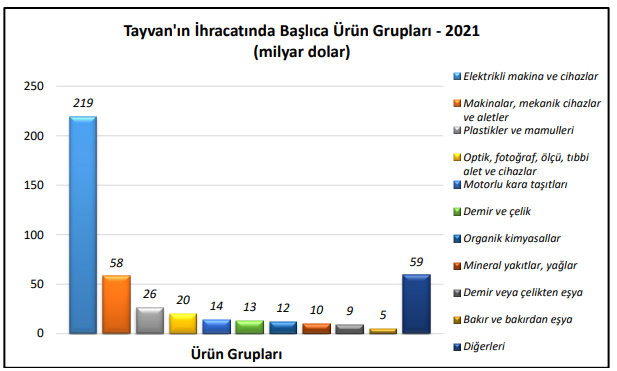 Tayvan'ın İhracatında Başlıca Ürün Grupları - 2021
(milyar dolar)
250
200
150
100
50
0
219
58
26
20
14
13
12
10
9
5
59
Ürün Grupları
Elektrikli makina ve cihazlar
Makinalar, mekanik cihazlar
ve aletler
Plastikler ve mamulleri
Optik, fotoğraf, ölçü, tıbbi
alet ve cihazlar
Motorlu kara taşıtları
Demir ve çelik
Organik kimyasallar
Mineral yakıtlar, yağlar
Demir veya çelikten eşya
Bakır ve bakırdan eşya
Diğerleri